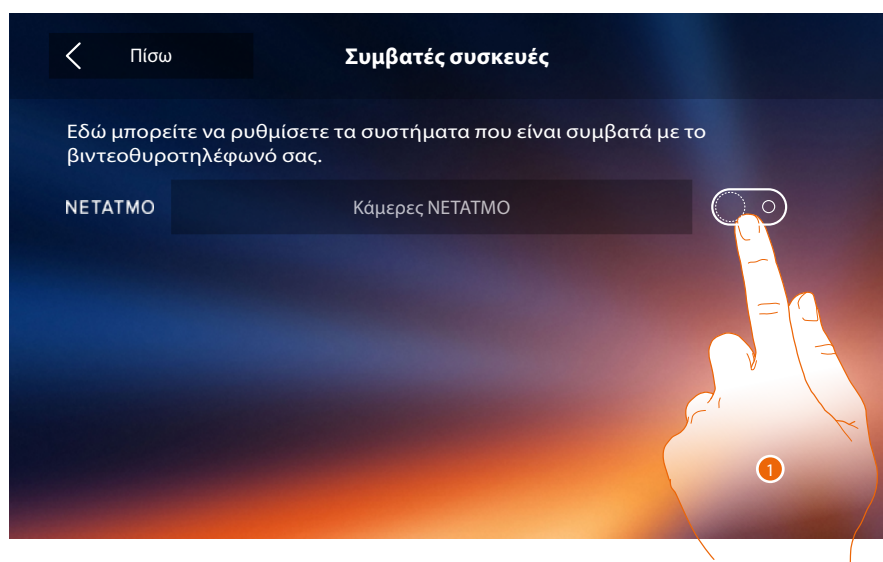 Πίσω
Συμβατές συσκευές
Εδώ μπορείτε να ρυθμίσετε τα συστήματα που είναι συμβατά με το
βιντεοθυροτηλέφωνό σας.
NETATMO
Κάμερες NETATMO
1